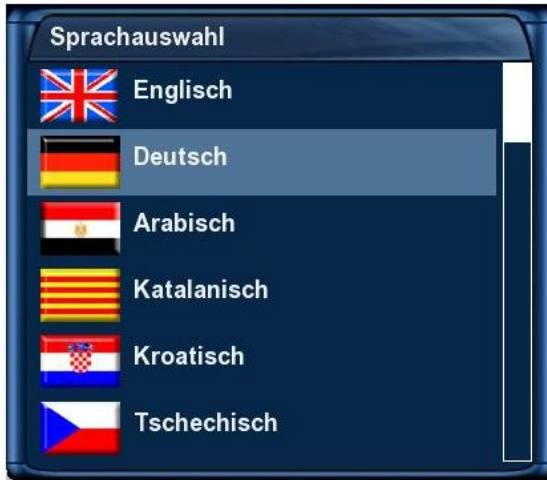 Sprachauswahl
Englisch
Deutsch
Arabisch
Katalanisch
Kroatisch
Tschechisch